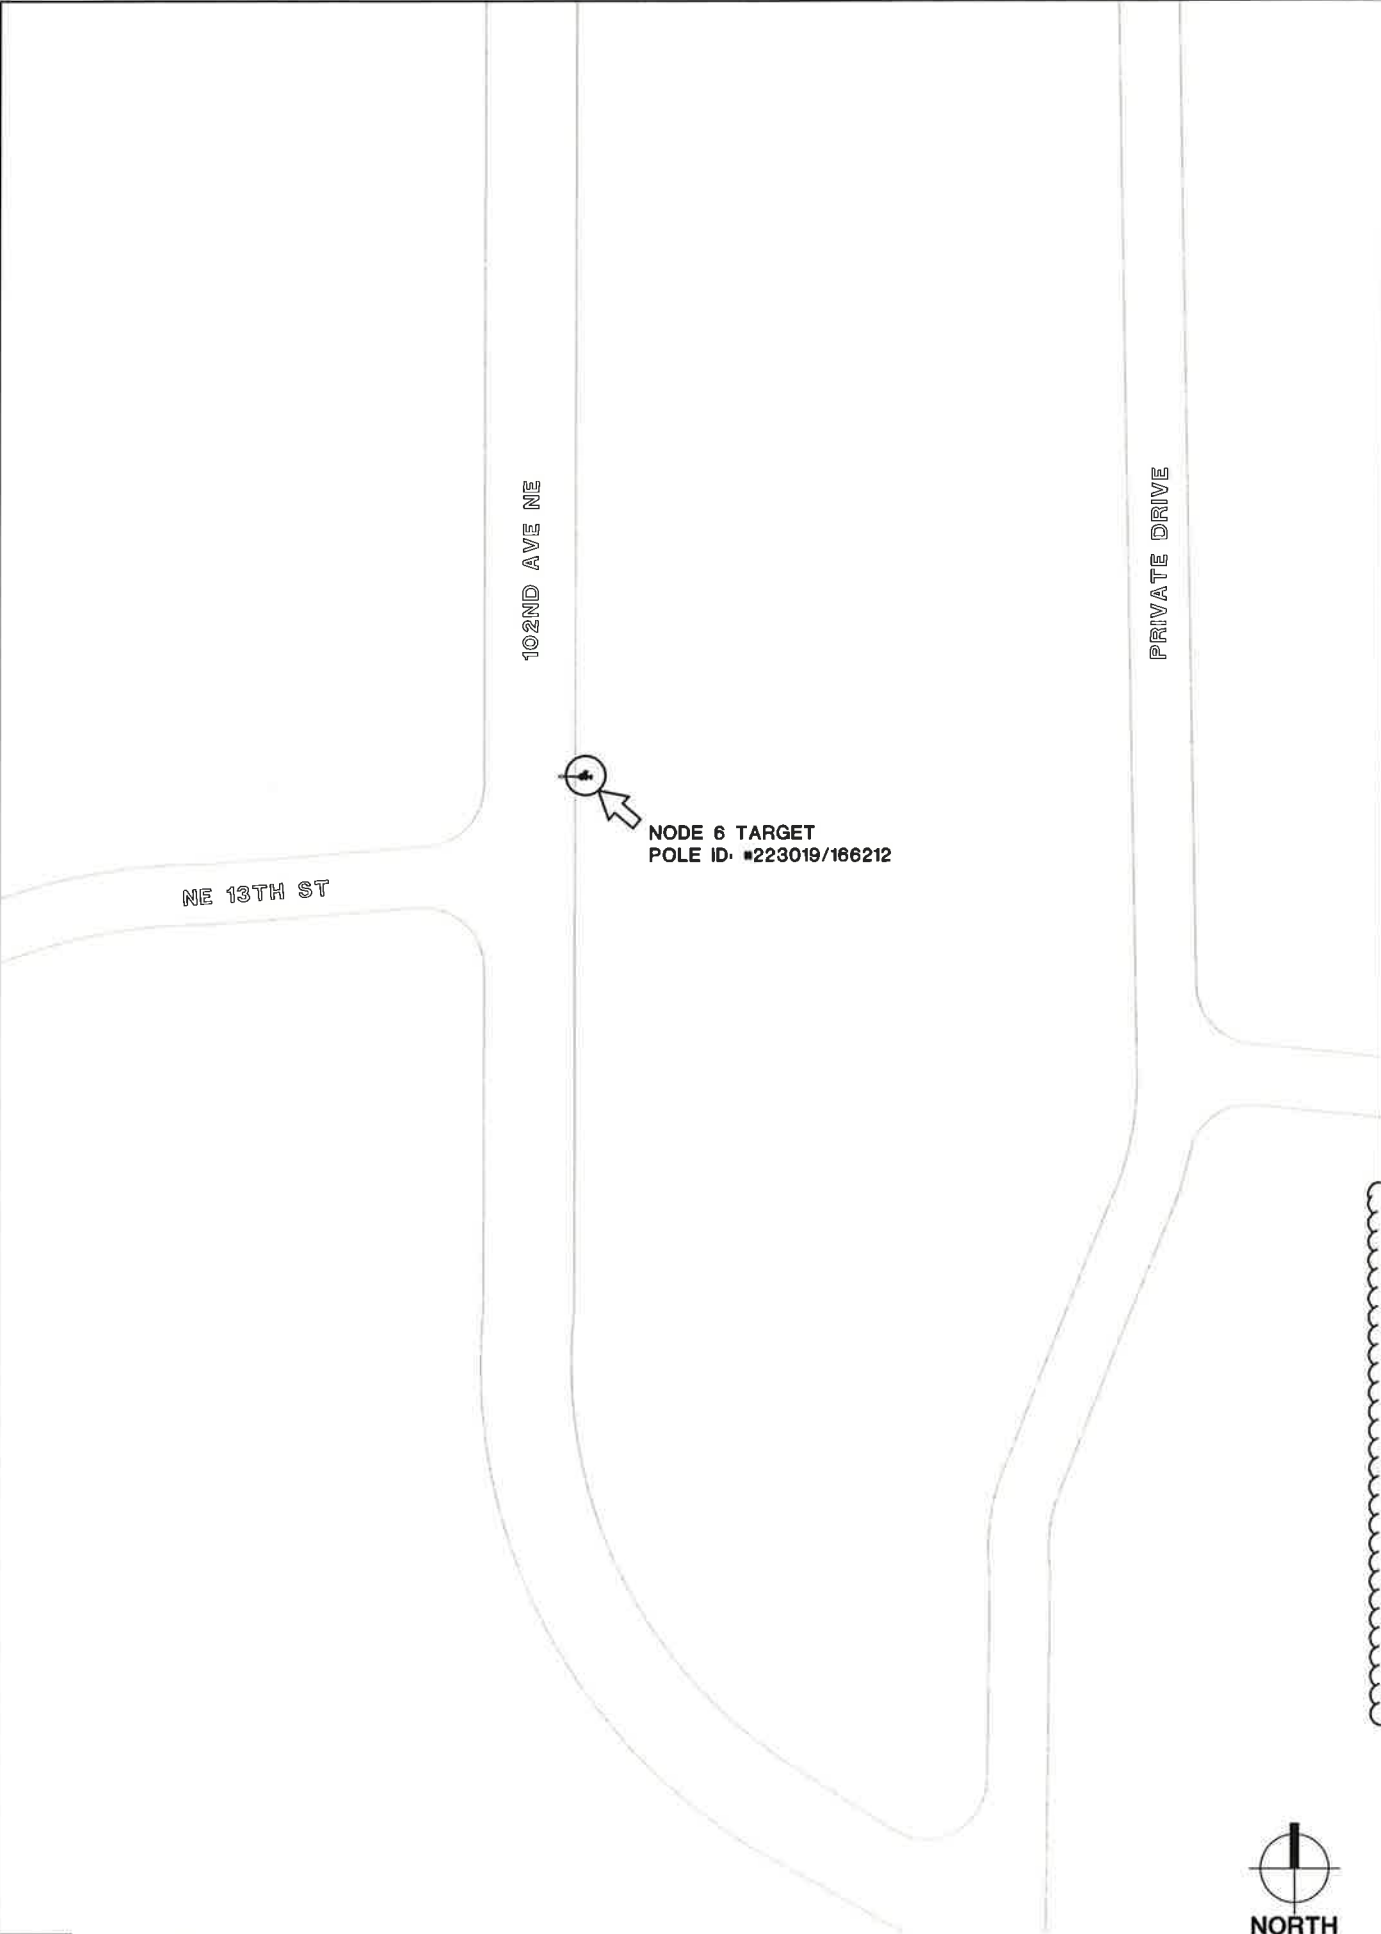 102ND AVE NE
PRIVATE DRIVE
NODE 6 TARGET
POLE ID: #223019/166212
NE 13TH ST
NORTH